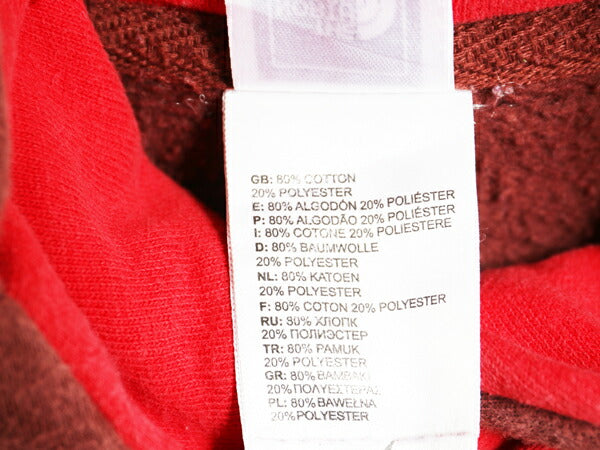 GB: 80% COTTON
20% POLYESTER
E: 80% ALGODÓN 20% POLIÉSTER
P: 80% ALGODÃO 20% POLIÉSTER
I: 80% COTONE 20% POLIESTERE
D: 80% BAUMWOLLE
20% POLYESTER
NL: 80% KATOEN
20% POLYESTER
F: 80% COTON 20% POLYESTER
RU: 80% ХЛОПК
20% ПОЛИЭСТЕР
TR: 80% PAMUK
20% POLYESTER
GR: 80% ΒΑΜΒΑΚΙ
20% ΠΟΛΥΕΣΤΕΡΑΣ
PL: 80% BAWEŁNA
20% POLYESTER